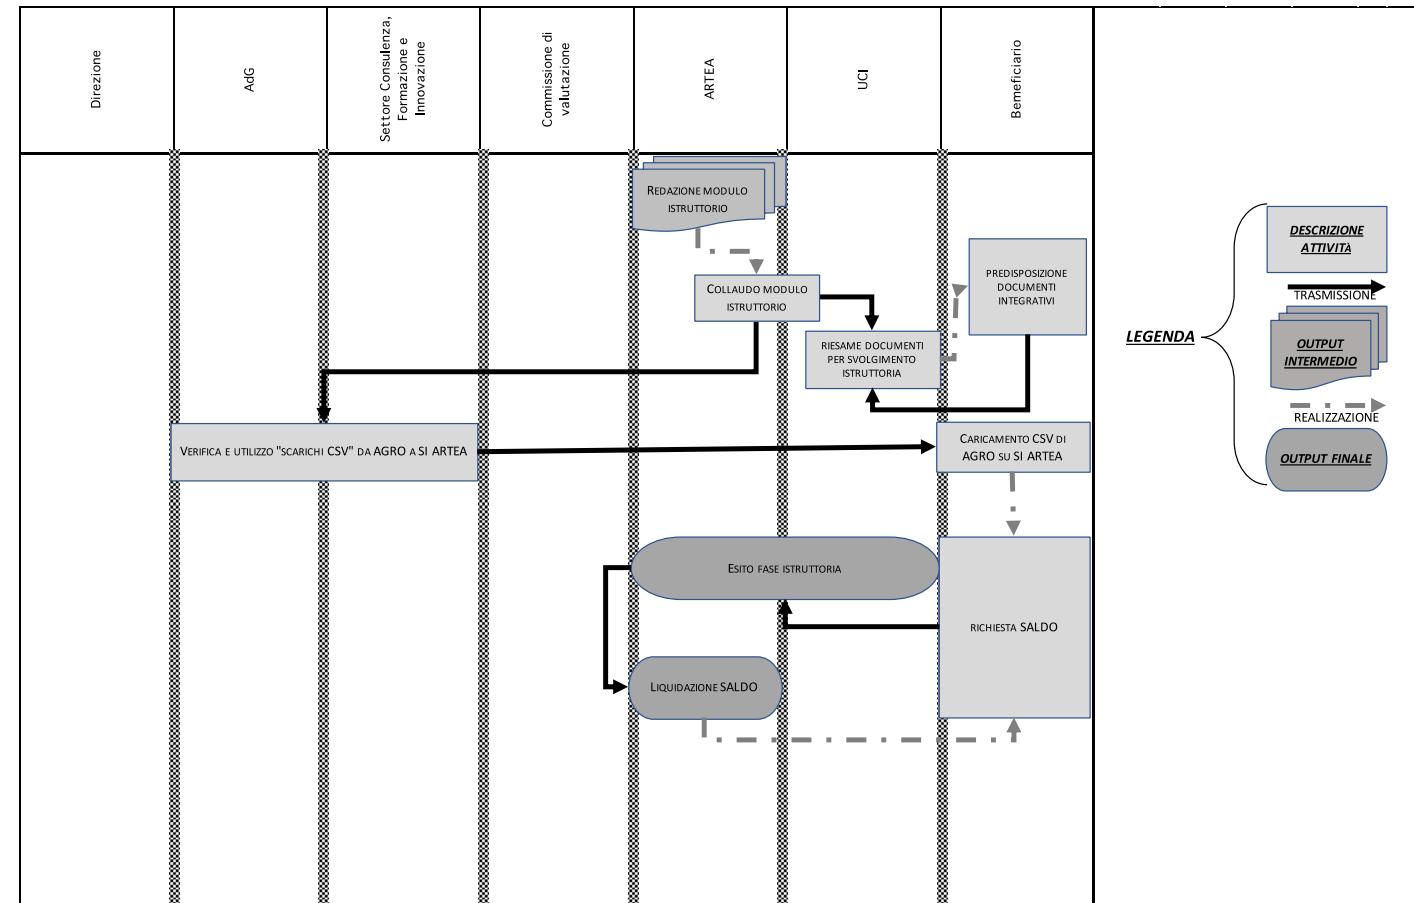 Direzione
AdG
Settore Consulenza,
Formazione e
Innovazione
Commissione di
valutazione
ARTEA
UCI
Bemeficiario
REDAZIONE MODULO
ISTRUTTORIO
COLLAUDO MODULO
ISTRUTTORIO
PREDISPOSIZIONE
DOCUMENTI
INTEGRATIVI
RIESAME DOCUMENTI
PER SVOLGIMENTO
ISTRUTTORIA
VERIFICA E UTILIZZO "SCARICHI CSV" DA AGRO A SI ARTEA
CARICAMENTO CSV DI
AGRO SU SI ARTEA
ESITO FASE ISTRUTTORIA
RICHIESTA SALDO
LIQUIDAZIONE SALDO
LEGENDA
DESCRIZIONE
ATTIVITÀ
TRASMISSIONE
OUTPUT
INTERMEDIO
REALIZZAZIONE
OUTPUT FINALE